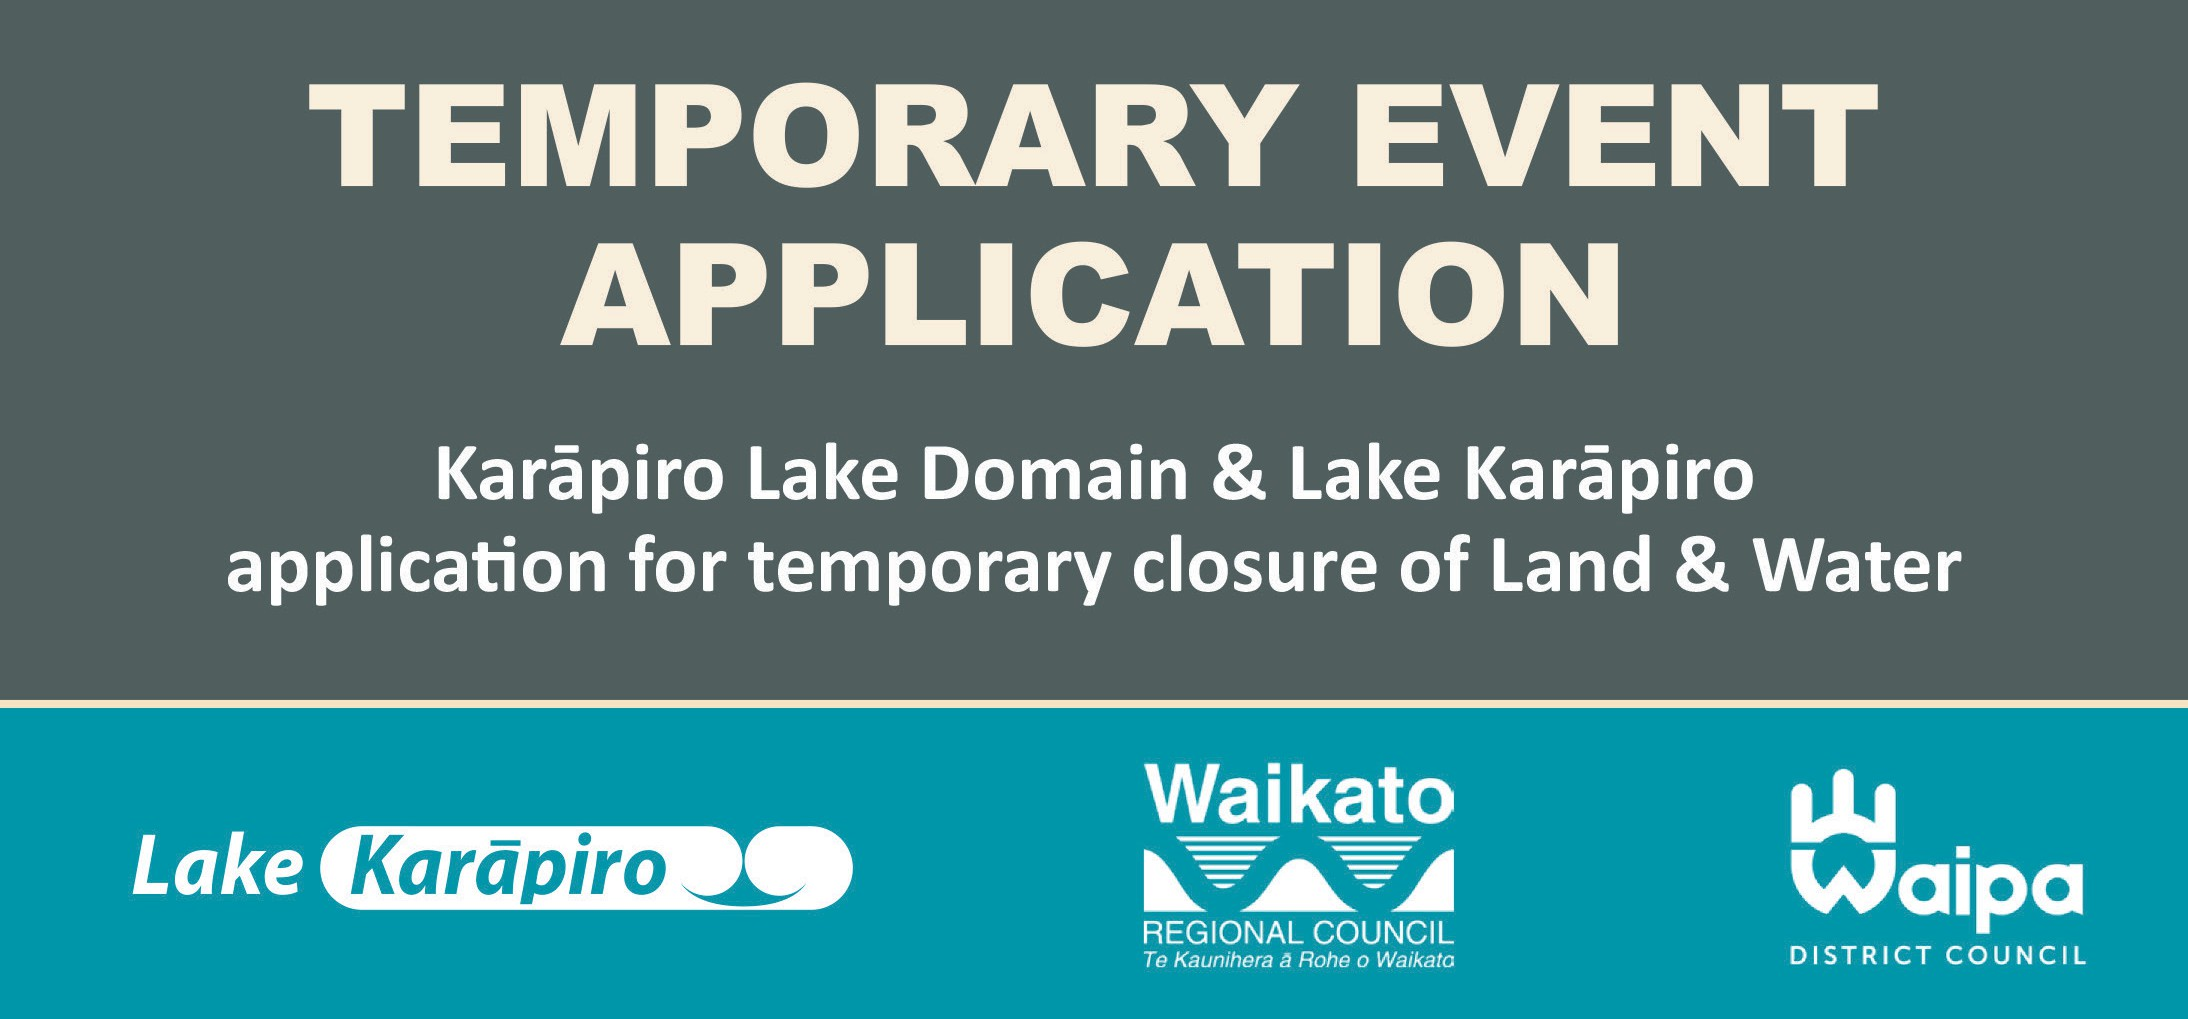 TEMPORARY EVENT
APPLICATION
Karāpiro Lake Domain & Lake Karāpiro
application for temporary closure of Land & Water
Lake Karāpiro
Waikato
REGIONAL COUNCIL
Te Kaunihera ā Rohe o Waikato
Waipa
DISTRICT COUNCIL